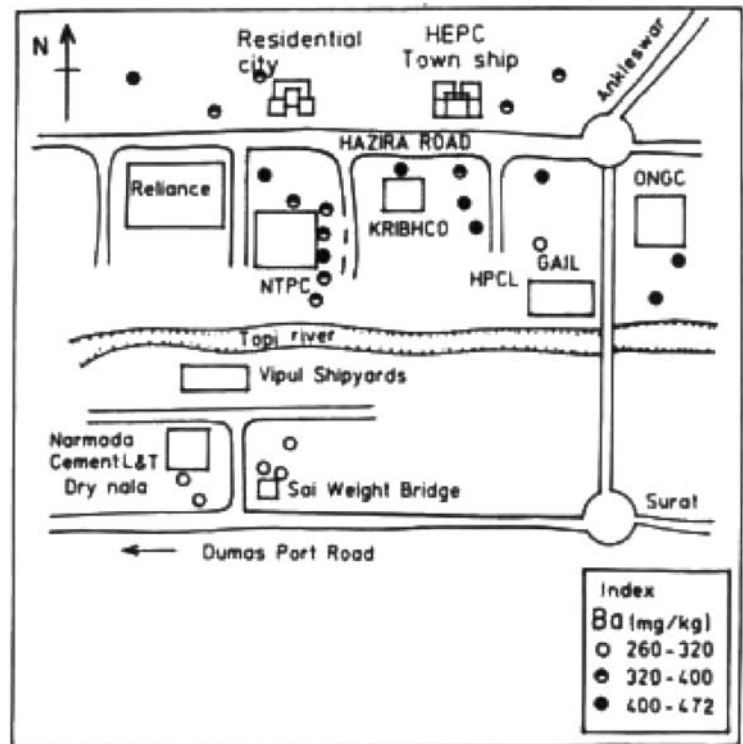 N
Residential
city
HEPC
Town ship
Ankleswar
HAZIRA ROAD
Reliance
KRIBHCO
ONGC
NTPC
HPCL
GAIL
Topi river
Vipul Shipyards
Narmada
Cement L&T
Dry nala
Sai Weight Bridge
Surat
Dumas Port Road
Index
Ba (mg/kg)
260-320
320-400
400-472